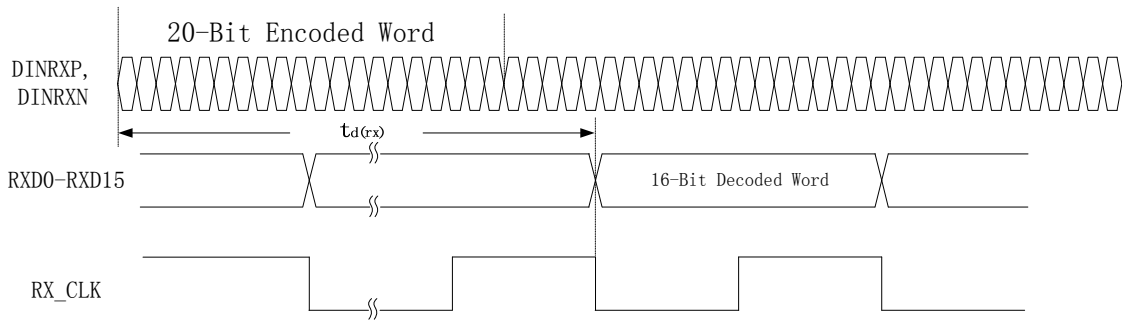 20-Bit Encoded Word
DINRXP,
DINRXN
td(rx)
RXD0-RXD15
16-Bit Decoded Word
RX_CLK